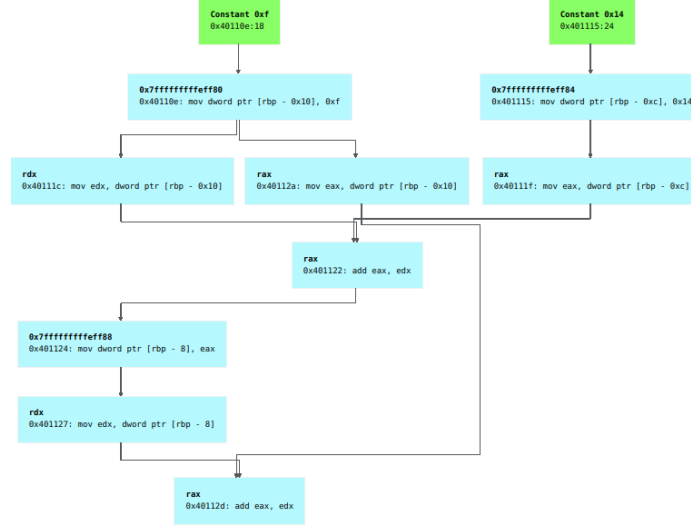 Constant 0xf
0x40110e:18
Constant 0x14
0x401115:24
0x7fffffffffeff80
0x40110e: mov dword ptr [rbp - 0x10], 0xf
0x7fffffffffeff84
0x401115: mov dword ptr [rbp - 0xc], 0x14
rdx
0x40111c: mov edx, dword ptr [rbp - 0x10]
rax
0x40112a: mov eax, dword ptr [rbp - 0x10]
rax
0x40111f: mov eax, dword ptr [rbp - 0xc]
rax
0x401122: add eax, edx
0x7fffffffffeff88
0x401124: mov dword ptr [rbp - 8], eax
rdx
0x401127: mov edx, dword ptr [rbp - 8]
rax
0x40112d: add eax, edx